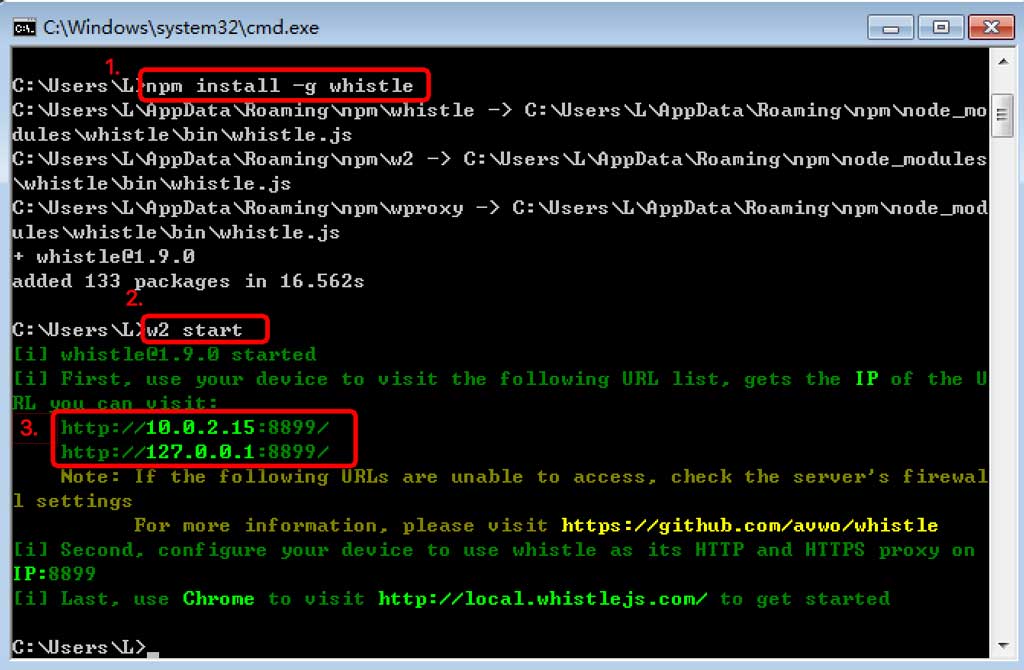 C:\Windows\system32\cmd.exe
1.
C:\Users\L>npm install -g whistle
C:\Users\L\AppData\Roaming\npm\whistle -> C:\Users\L\AppData\Roaming\npm\node_mo
dules\whistle\bin\whistle.js
C:\Users\L\AppData\Roaming\npm\w2 -> C:\Users\L\AppData\Roaming\npm\node_modules
\whistle\bin\whistle.js
C:\Users\L\AppData\Roaming\npm\wproxy -> C:\Users\L\AppData\Roaming\npm\node_mod
ules\whistle\bin\whistle.js
+ whistle@1.9.0
added 133 packages in 16.562s
2.
C:\Users\L>w2 start
[i] whistle@1.9.0 started
[i] First, use your device to visit the following URL list, gets the IP of the U
RL you can visit:
3.
http://10.0.2.15:8899/
http://127.0.0.1:8899/
Note: If the following URLs are unable to access, check the server's firewal
l settings
For more information, please visit https://github.com/avwo/whistle
[i] Second, configure your device to use whistle as its HTTP and HTTPS proxy on
IP:8899
[i] Last, use Chrome to visit http://local.whistlejs.com/ to get started
C:\Users\L>